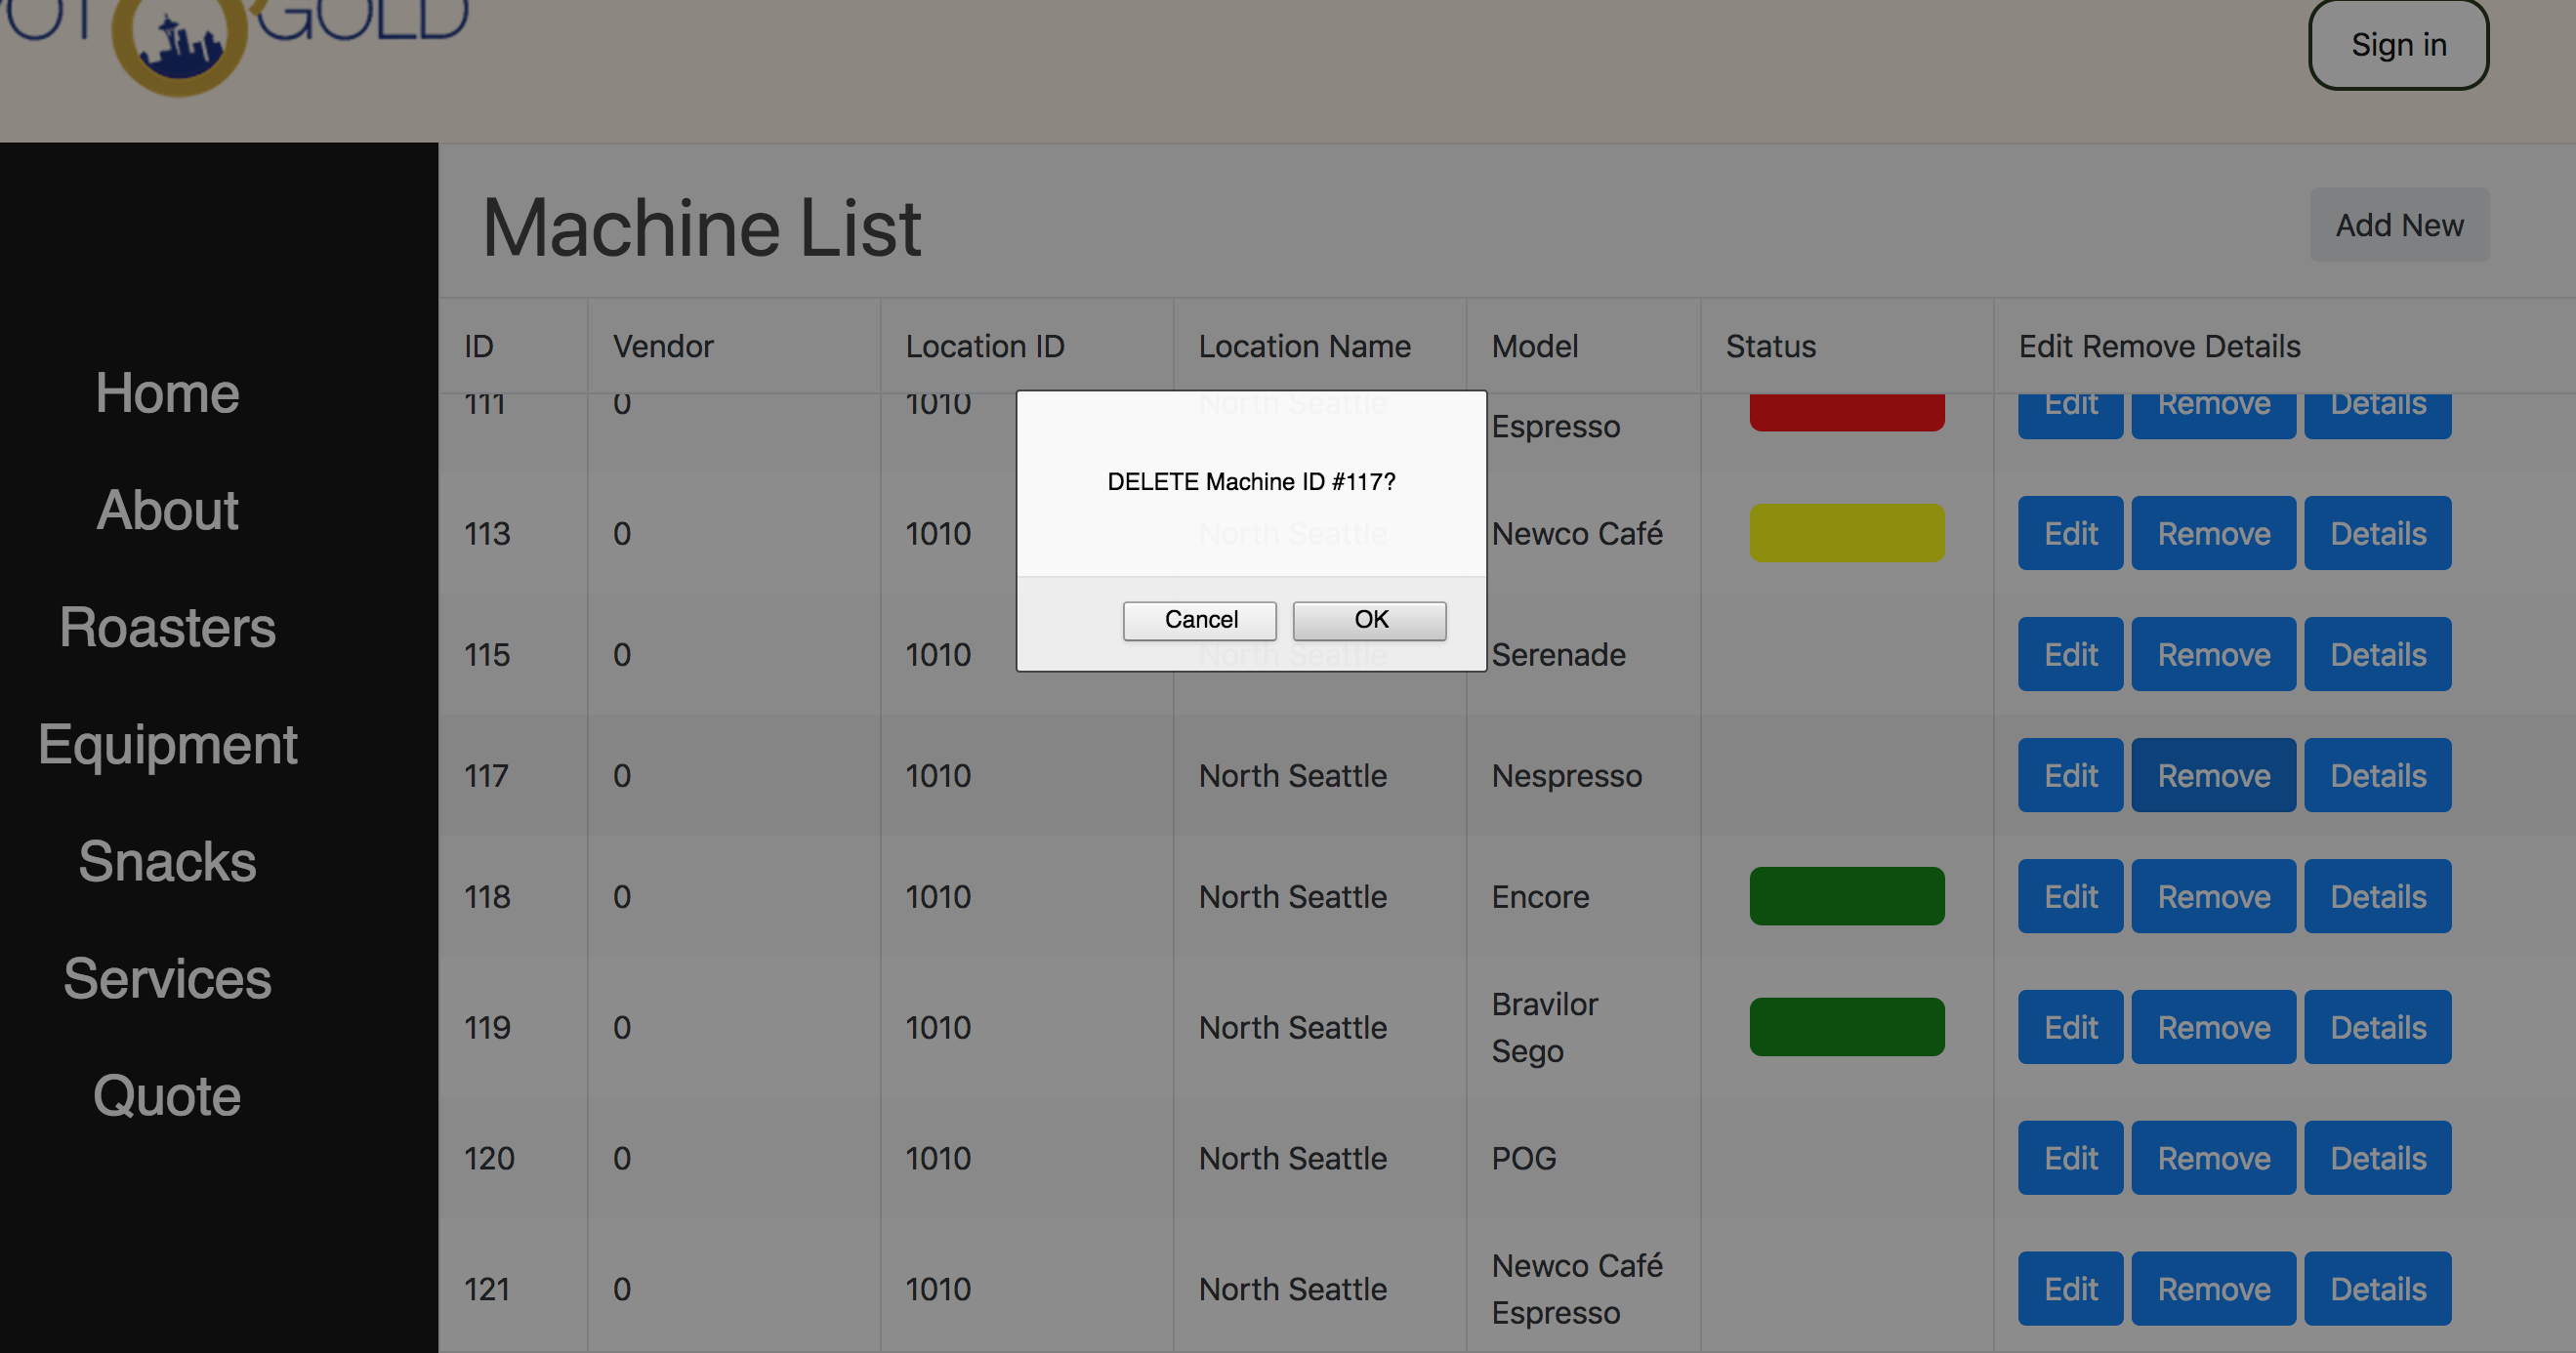 GOLD
Sign in
Machine List
Add New
Home
About
Roasters
Equipment
Snacks
Services
Quote
ID Vendor Location ID Location Name Model Status Edit Remove Details
111 0 1010 North Seattle Espresso Edit Remove Details
113 0 1010 North Seattle Newco Café Edit Remove Details
115 0 1010 North Seattle Serenade Edit Remove Details
117 0 1010 North Seattle Nespresso Edit Remove Details
118 0 1010 North Seattle Encore Edit Remove Details
119 0 1010 North Seattle Bravilor
Sego Edit Remove Details
120 0 1010 North Seattle POG Edit Remove Details
121 0 1010 North Seattle Newco Café
Espresso Edit Remove Details
DELETE Machine ID #117?
Cancel OK